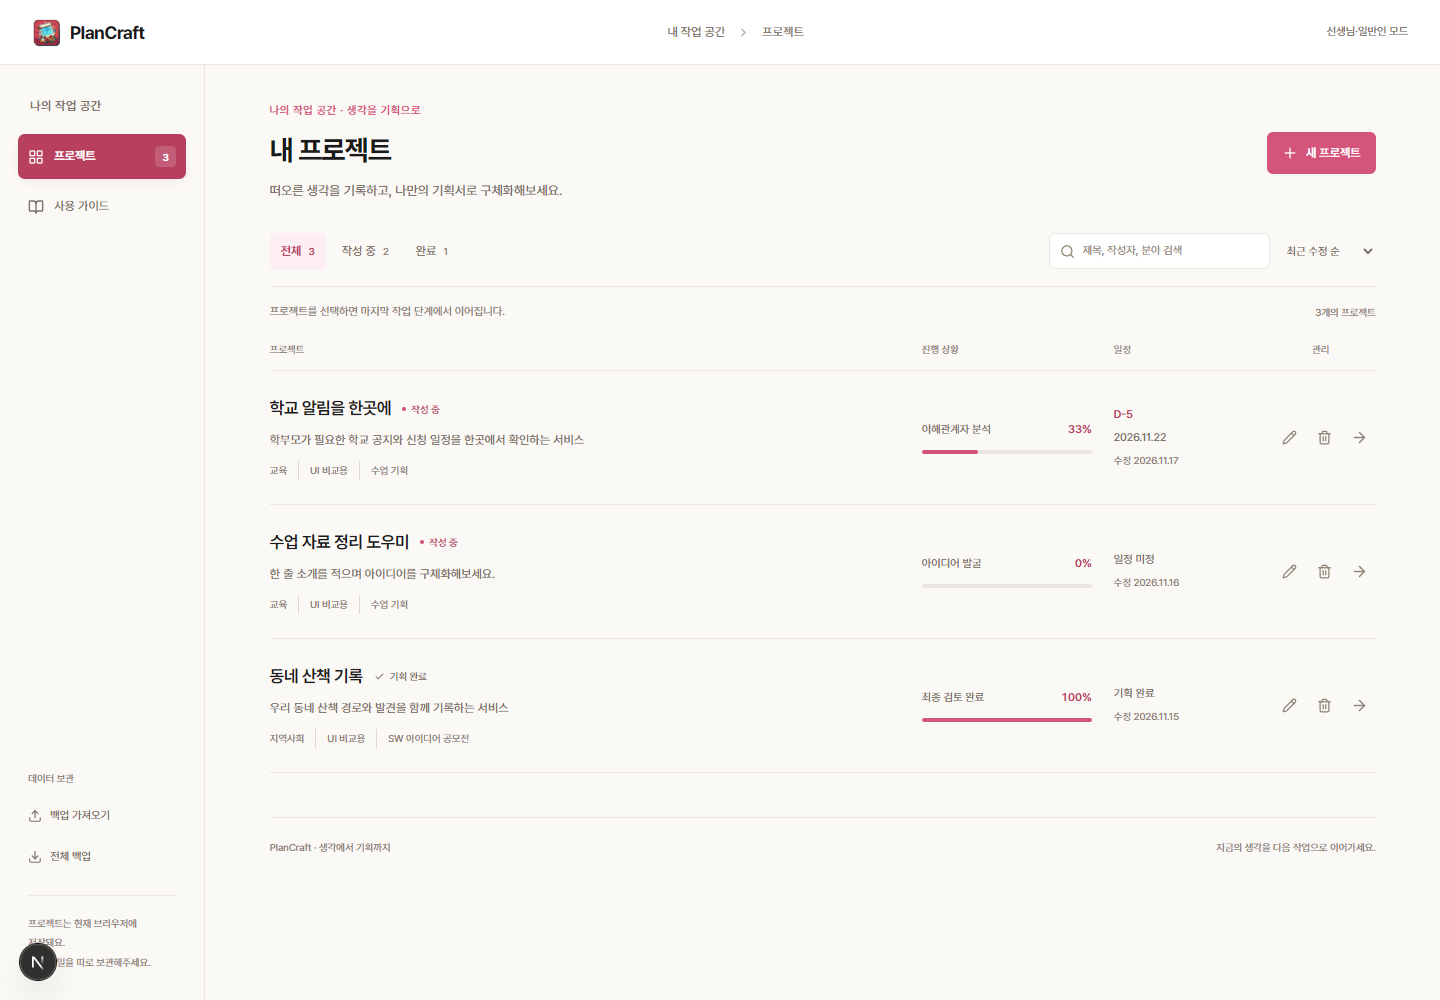 PlanCraft
내 작업 공간 > 프로젝트
선생님·일반인 모드
나의 작업 공간
프로젝트 3
사용 가이드
나의 작업 공간 · 생각을 기획으로
내 프로젝트
떠오른 생각을 기록하고, 나만의 기획서로 구체화해보세요.
+ 새 프로젝트
전체 3 작성 중 2 완료 1
제목, 작성자, 분야 검색
최근 수정 순
프로젝트를 선택하면 마지막 작업 단계에서 이어집니다.
3개의 프로젝트
프로젝트 진행 상황 일정 관리
학교 알림을 한곳에 • 작성 중
학부모가 필요한 학교 공지와 신청 일정을 한곳에서 확인하는 서비스
교육 UI 비교용 수업 기획
이해관계자 분석 33%
D-5
2026.11.22
수정 2026.11.17
수업 자료 정리 도우미 • 작성 중
한 줄 소개를 적으며 아이디어를 구체화해보세요.
교육 UI 비교용 수업 기획
아이디어 발굴 0%
일정 미정
수정 2026.11.16
동네 산책 기록 ✓ 기획 완료
우리 동네 산책 경로와 발견을 함께 기록하는 서비스
지역사회 UI 비교용 SW 아이디어 공모전
최종 검토 완료 100%
기획 완료
수정 2026.11.15
데이터 보관
백업 가져오기
전체 백업
프로젝트는 현재 브라우저에
N
따로 보관해주세요.
PlanCraft · 생각에서 기획까지
지금의 생각을 다음 작업으로 이어가세요.